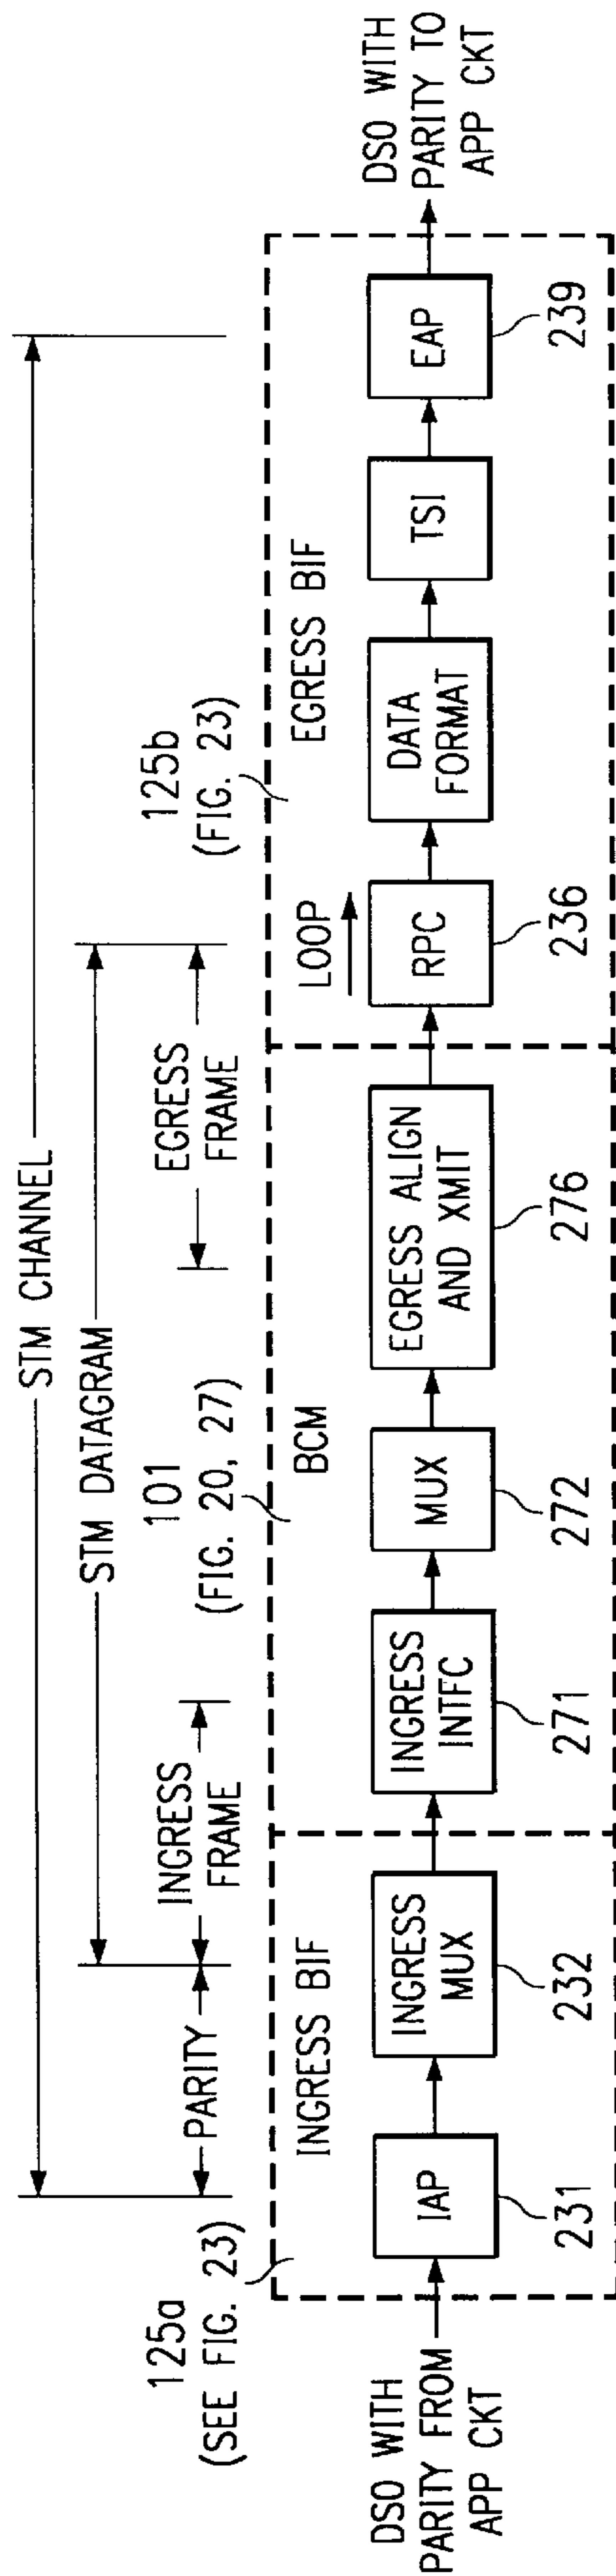 STM CHANNEL
STM DATAGRAM
PARITY
INGRESS
FRAME
EGRESS
FRAME
125a
(SEE FIG. 23)
101
(FIG. 20, 27)
125b
(FIG. 23)
INGRESS BIF
BCM
EGRESS BIF
LOOP
DS0 WITH
PARITY FROM
APP CKT
IAP
INGRESS
MUX
INGRESS
INTFC
MUX
EGRESS ALIGN
AND XMIT
RPC
DATA
FORMAT
TSI
EAP
DS0 WITH
PARITY TO
APP CKT
231
232
271
272
276
236
239